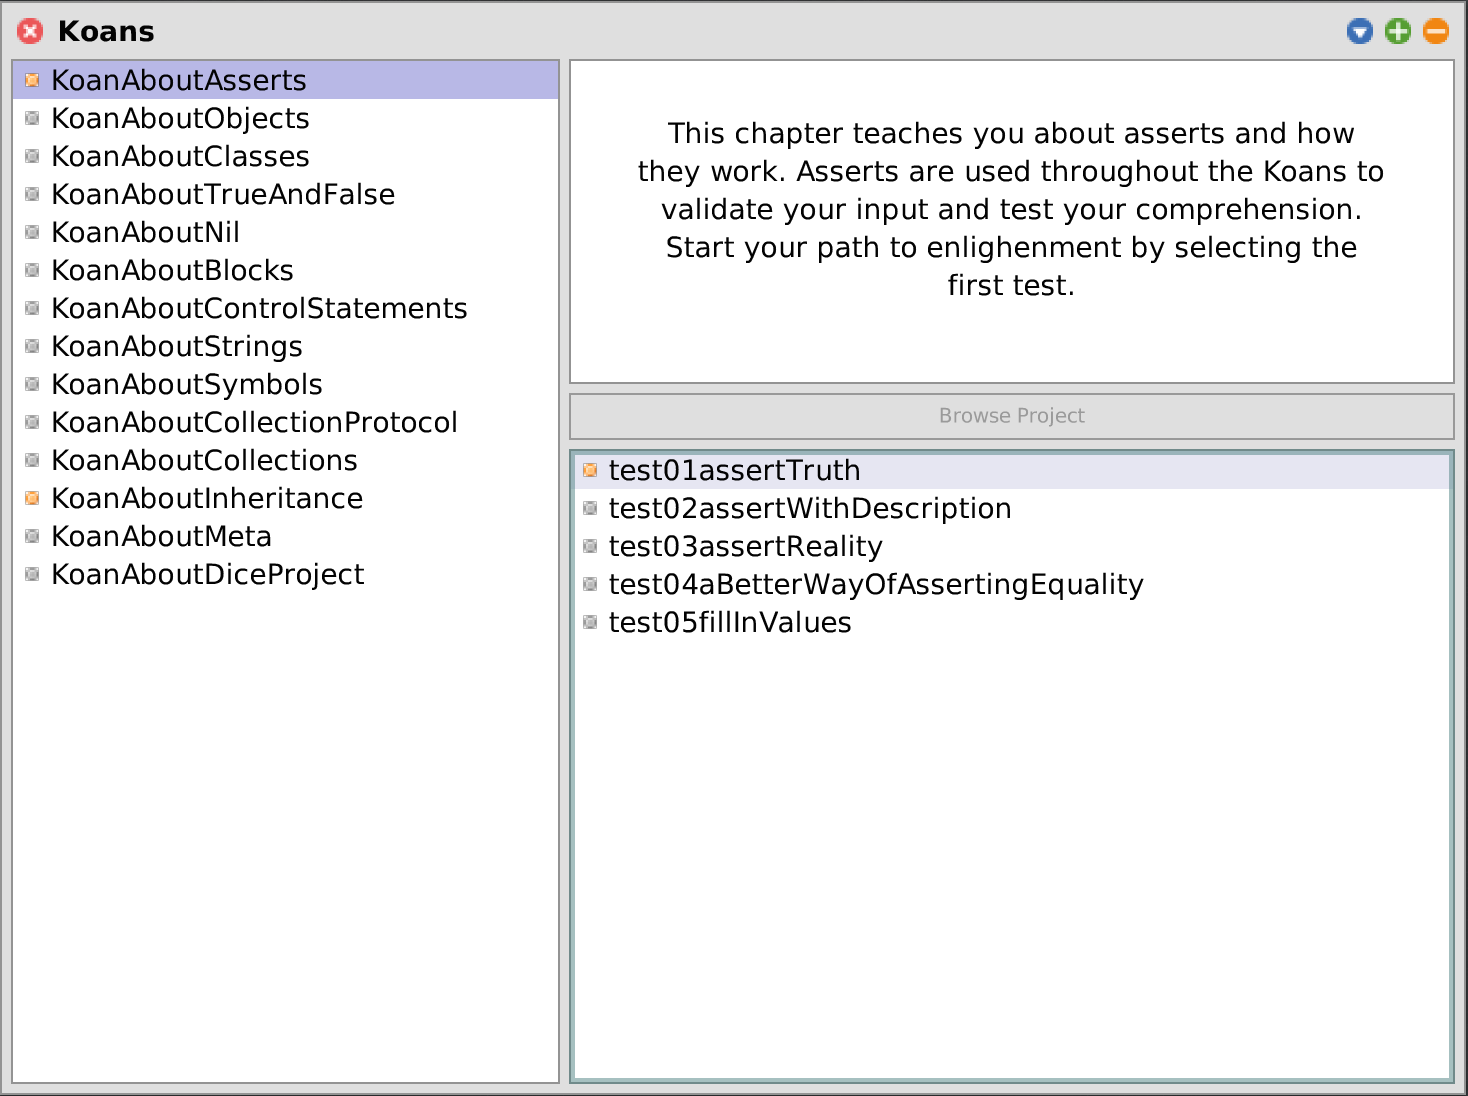 Koans
KoanAboutAsserts
KoanAboutObjects
KoanAboutClasses
KoanAboutTrueAndFalse
KoanAboutNil
KoanAboutBlocks
KoanAboutControlStatements
KoanAboutStrings
KoanAboutSymbols
KoanAboutCollectionProtocol
KoanAboutCollections
KoanAboutInheritance
KoanAboutMeta
KoanAboutDiceProject
This chapter teaches you about asserts and how
they work. Asserts are used throughout the Koans to
validate your input and test your comprehension.
Start your path to enlighenment by selecting the
first test.
Browse Project
test01assertTruth
test02assertWithDescription
test03assertReality
test04aBetterWayOfAssertingEquality
test05fillInValues